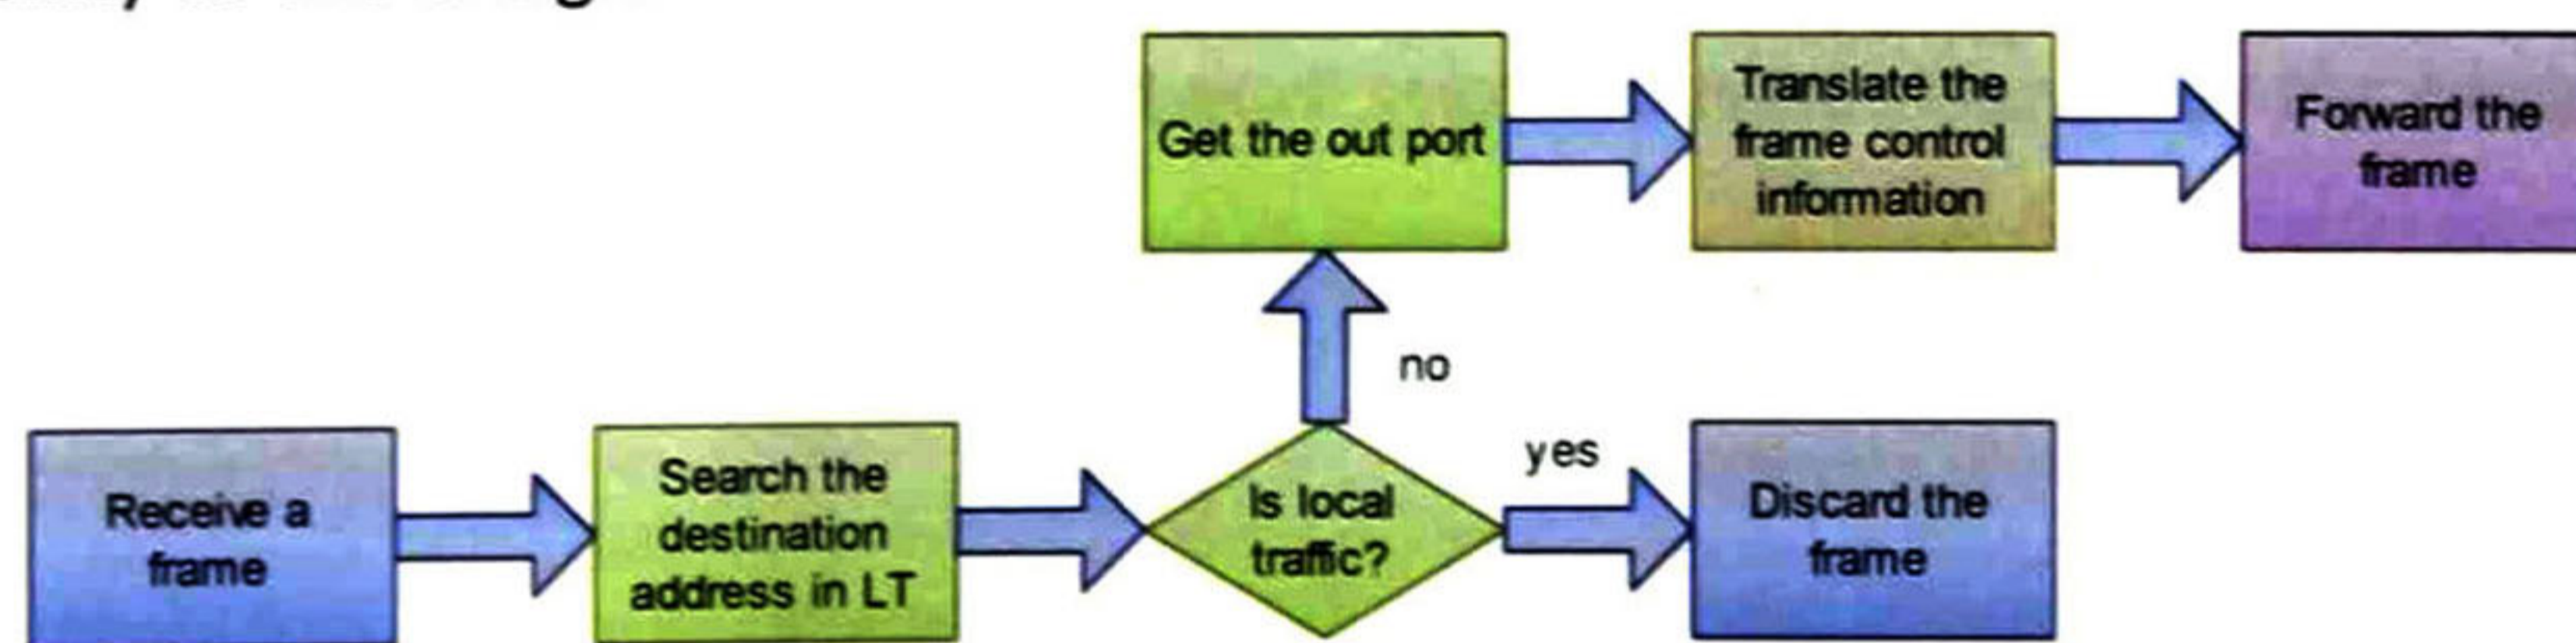 Get the out port
Translate the
frame control
information
Forward the
frame
no
yes
Receive a
frame
Search the
destination
address in LT
Is local
traffic?
Discard the
frame